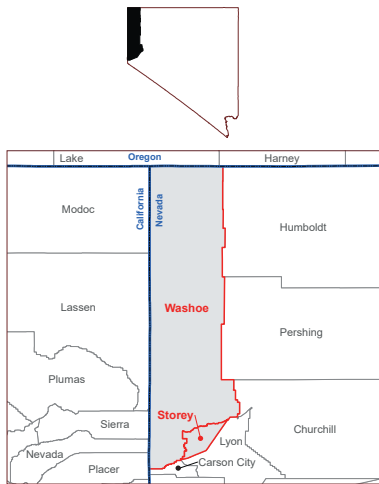 Lake
Oregon
Harney
Modoc
California
Nevada
Humboldt
Lassen
Washoe
Pershing
Plumas
Storey
Sierra
Lyon
Churchill
Nevada
Carson City
Placer